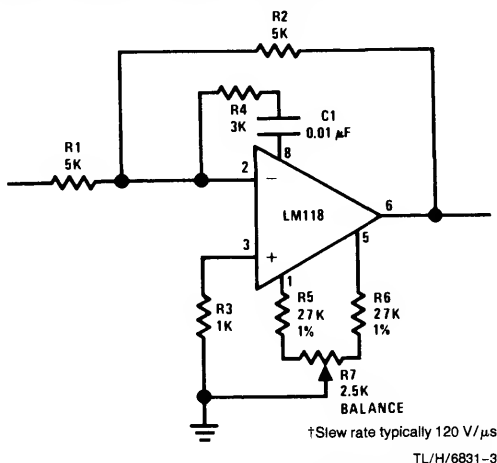 R2
5K
R4
3K
C1
0.01 μF
R1
5K
2
−
8
LM118
6
3
+
5
1
R3
1K
R5
27K
1%
R6
27K
1%
R7
2.5K
BALANCE
†Slew rate typically 120 V/μs
TL/H/6831–3